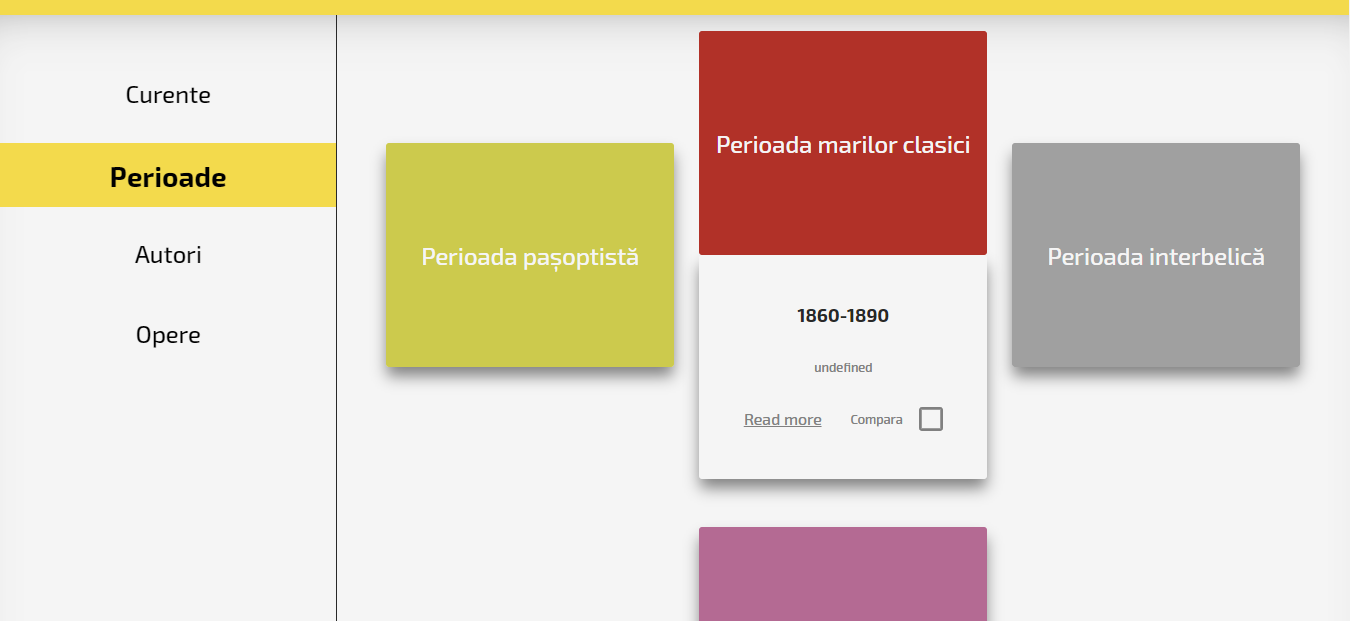 Curente
Perioade
Autori
Opere
Perioada pașoptistă
Perioada marilor clasici
1860-1890
undefined
Read more Compara
Perioada interbelică